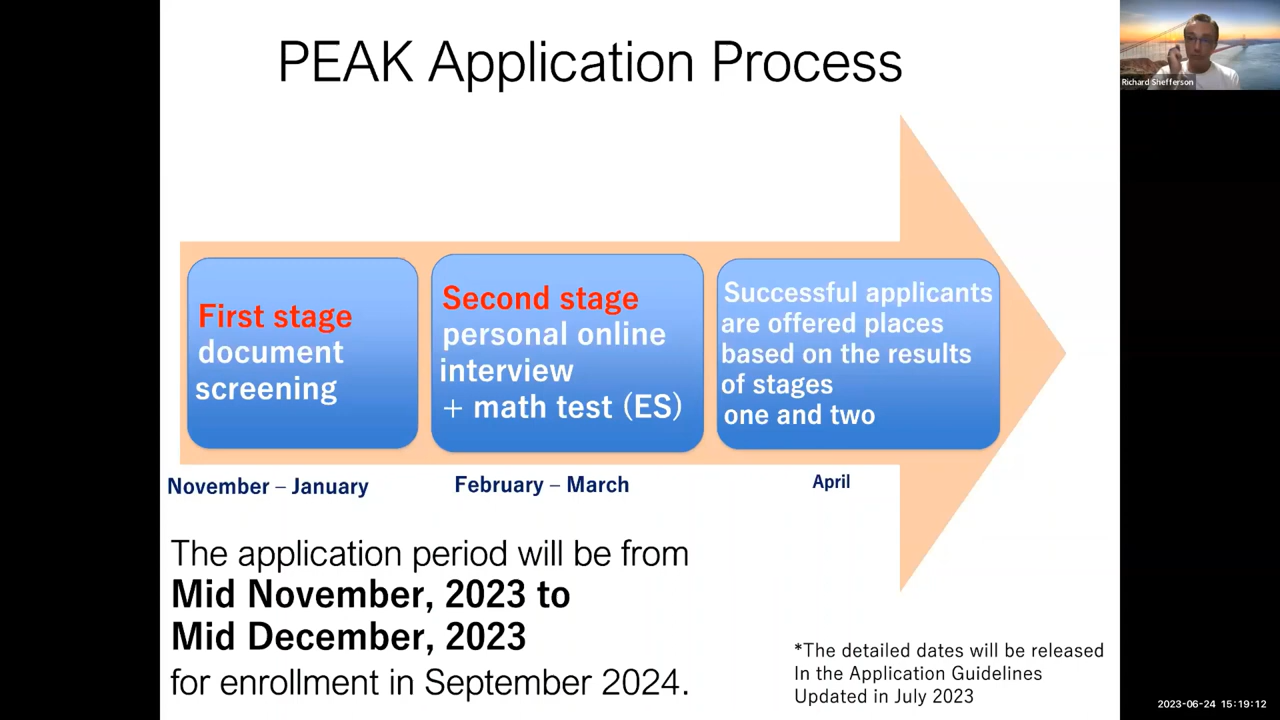 PEAK Application Process
Richard Shefferson
First stage
document
screening
Second stage
personal online
interview
+ math test (ES)
Successful applicants
are offered places
based on the results
of stages
one and two
November – January
February – March
April
The application period will be from
Mid November, 2023 to
Mid December, 2023
for enrollment in September 2024.
*The detailed dates will be released
In the Application Guidelines
Updated in July 2023
2023-06-24 15:19:12